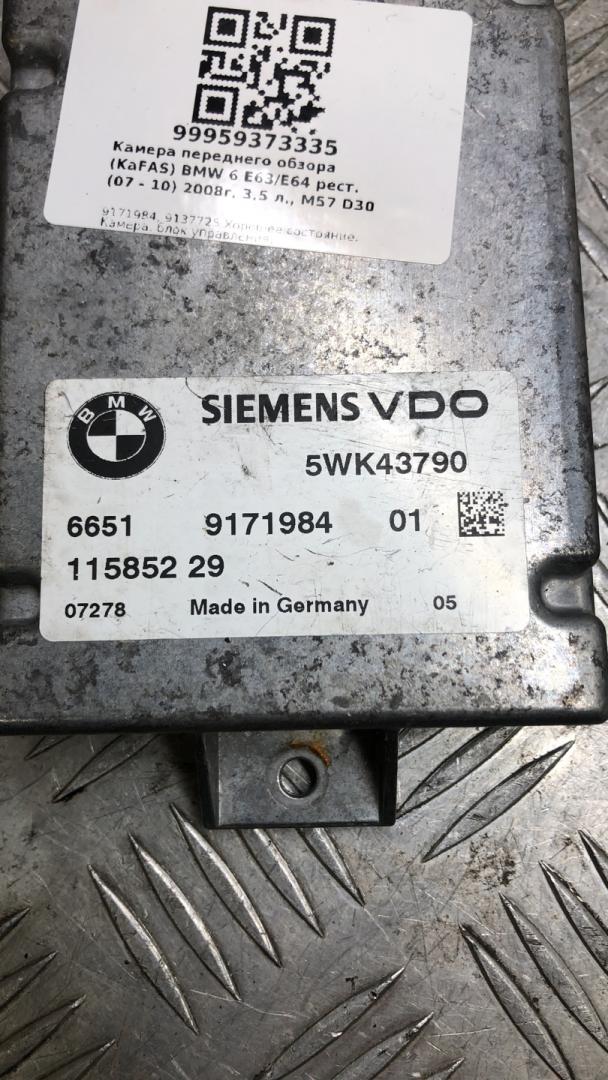 99959373335
Камера переднего обзора
(KaFAS) BMW 6 E63/E64 рест.
(07 - 10) 2008г. 3,5 л., M57 D30
9171984, 9137725 Хорошее состояние.
Камера. Блок управления.
BMW
SIEMENS VDO
5WK43790
6651 9171984 01
115852 29
07278 Made in Germany 05